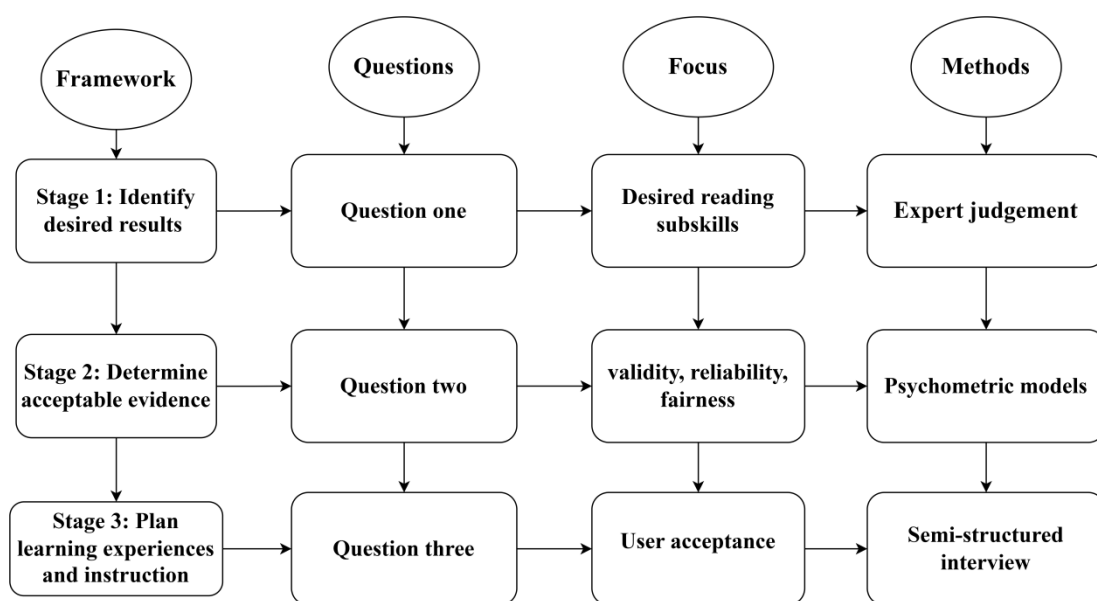 Framework
Questions
Focus
Methods
Stage 1: Identify
desired results
Question one
Desired reading
subskills
Expert judgement
Stage 2: Determine
acceptable evidence
Question two
validity, reliability,
fairness
Psychometric models
Stage 3: Plan
learning experiences
and instruction
Question three
User acceptance
Semi-structured
interview